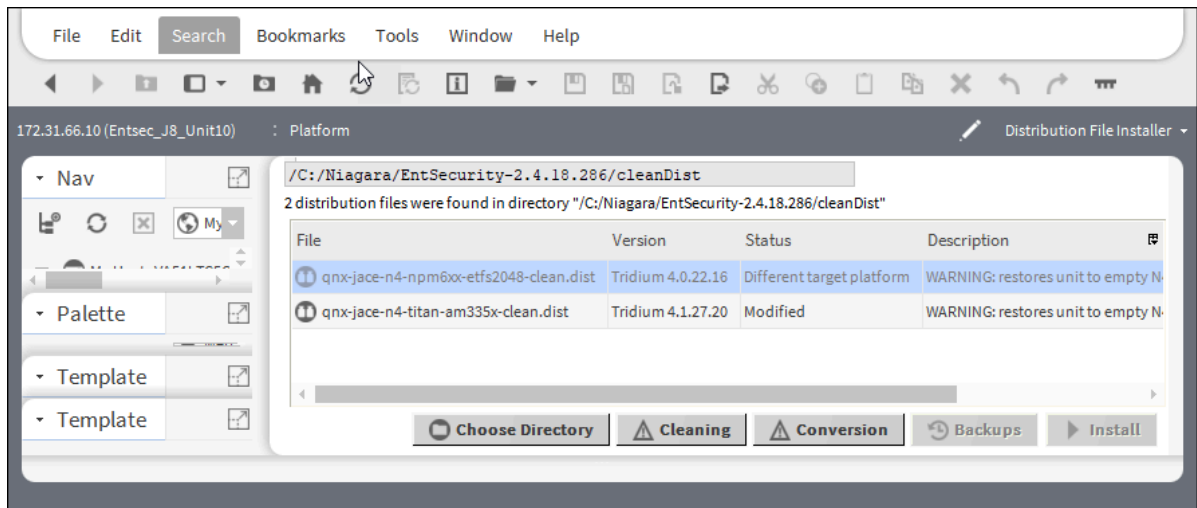 File Edit Search Bookmarks Tools Window Help
172.31.66.10 (Entsec_J8_Unit10) : Platform Distribution File Installer
Nav
My
Palette
Template
Template
/C:/Niagara/EntSecurity-2.4.18.286/cleanDist
2 distribution files were found in directory "/C:/Niagara/EntSecurity-2.4.18.286/cleanDist"
File Version Status Description
qnx-jace-n4-npm6xx-etfs2048-clean.dist Tridium 4.0.22.16 Different target platform WARNING: restores unit to empty N
qnx-jace-n4-titan-am335x-clean.dist Tridium 4.1.27.20 Modified WARNING: restores unit to empty N
Choose Directory Cleaning Conversion Backups Install